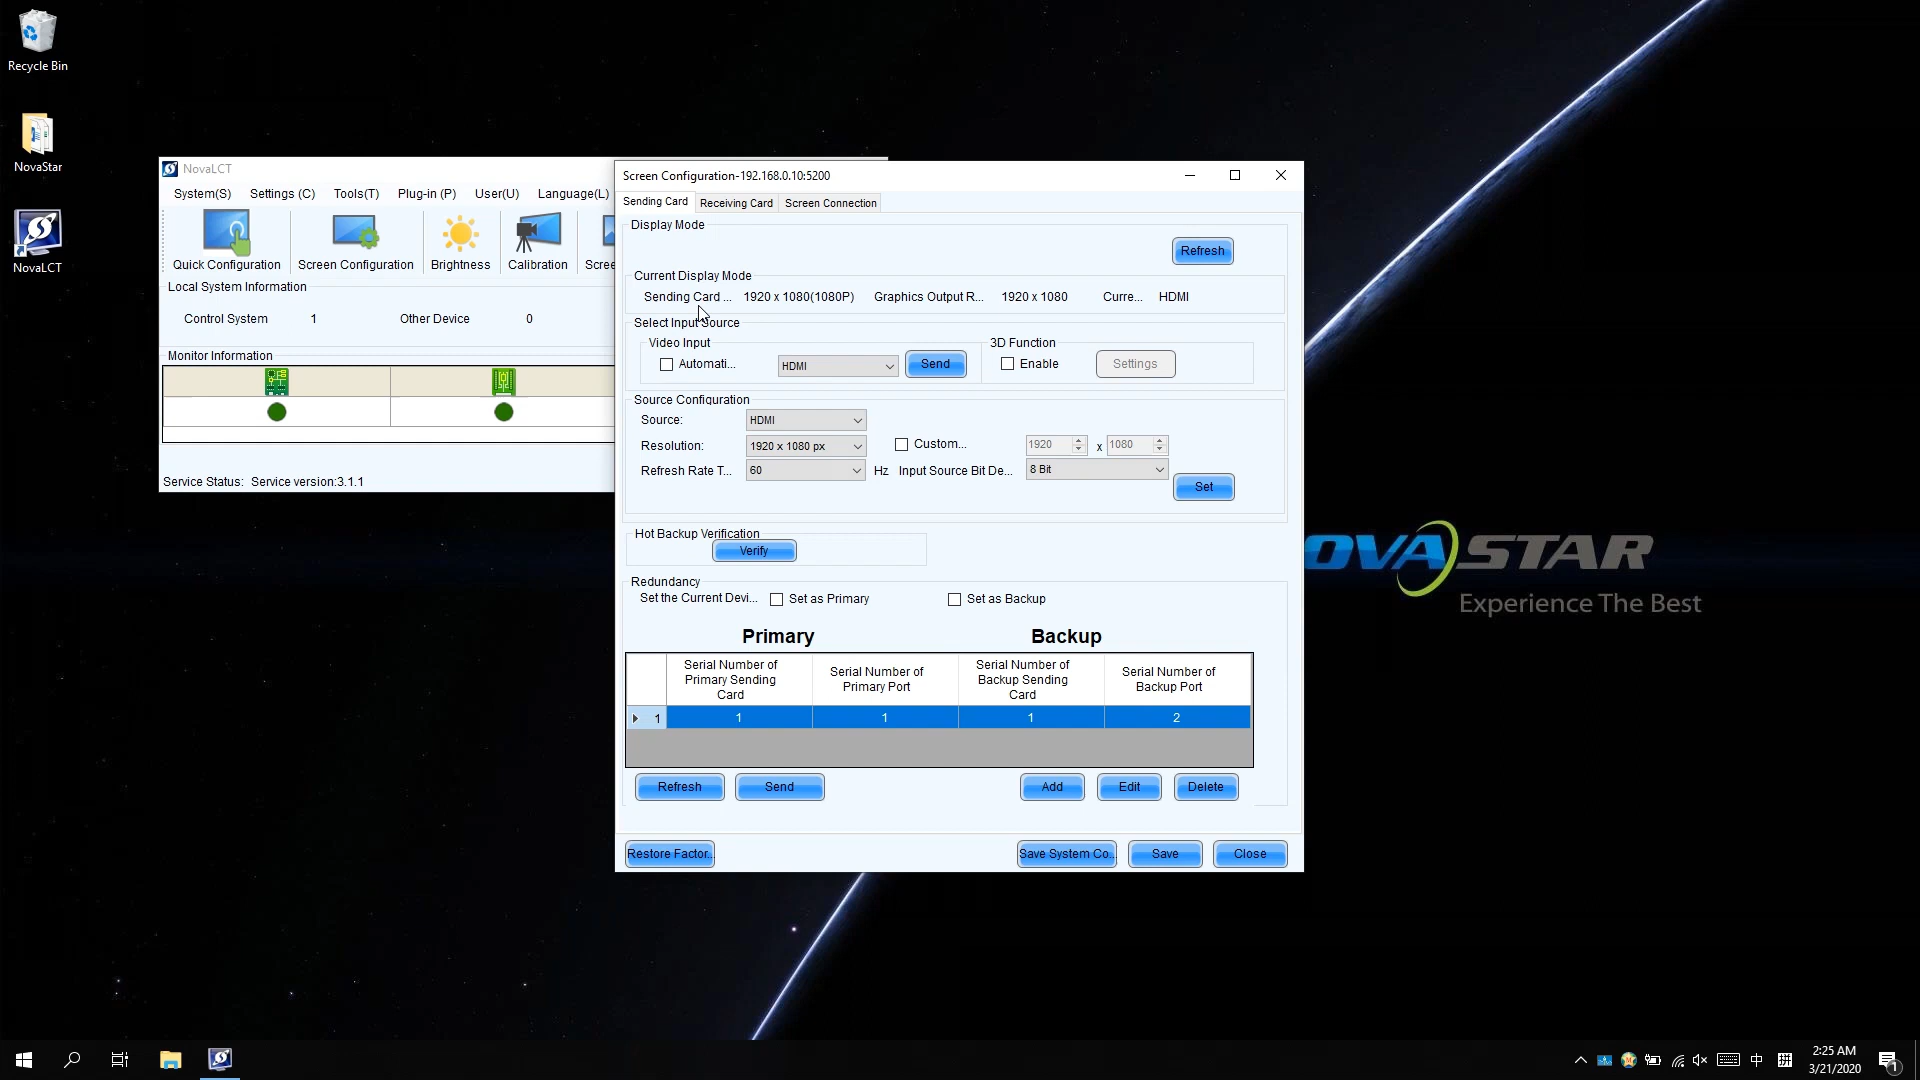 Recycle Bin
NovaStar
NovaLCT
NovaLCT
System(S) Settings (C) Tools(T) Plug-in (P) User(U) Language(L)
Quick Configuration Screen Configuration Brightness Calibration Scree
Local System Information
Control System 1 Other Device 0
Monitor Information
Service Status: Service version:3.1.1
Screen Configuration-192.168.0.10:5200
Sending Card Receiving Card Screen Connection
Display Mode
Refresh
Current Display Mode
Sending Card ... 1920 x 1080(1080P) Graphics Output R... 1920 x 1080 Curre... HDMI
Select Input Source
Video Input 3D Function
Automati... HDMI Send Enable Settings
Source Configuration
Source: HDMI
Resolution: 1920 x 1080 px Custom... 1920 x 1080
Refresh Rate T... 60 Hz Input Source Bit De... 8 Bit
Set
Hot Backup Verification
Verify
Redundancy
Set the Current Devi... Set as Primary Set as Backup
Primary Backup
Serial Number of Primary Sending Card Serial Number of Primary Port Serial Number of Backup Sending Card Serial Number of Backup Port
1 1 1 1 2
Refresh Send Add Edit Delete
Restore Factor... Save System Co... Save Close
OVASTAR
Experience The Best
中 拼
2:25 AM
3/21/2020
1